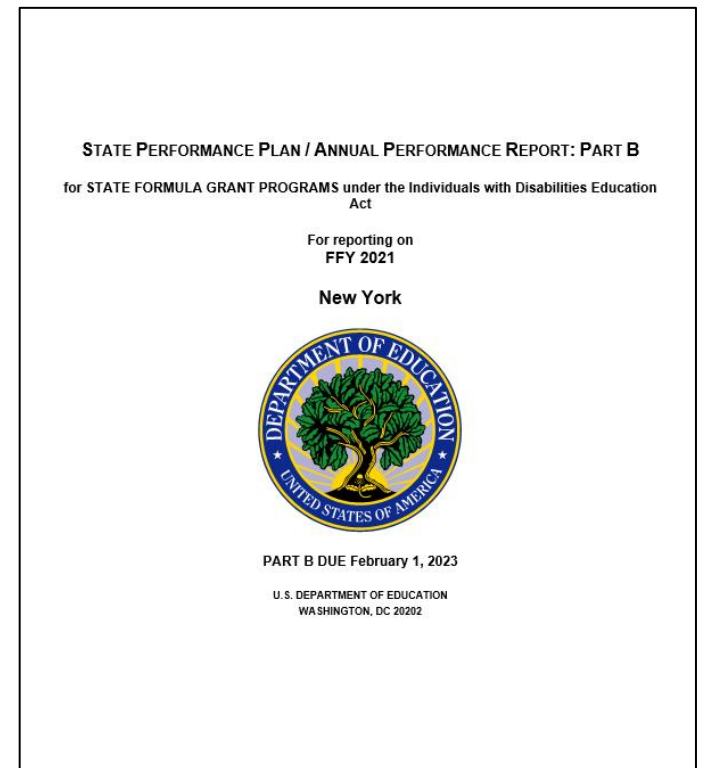 STATE PERFORMANCE PLAN / ANNUAL PERFORMANCE REPORT: PART B
for STATE FORMULA GRANT PROGRAMS under the Individuals with Disabilities Education
Act
For reporting on
FFY 2021
New York
DEPARTMENT OF EDUCATION
UNITED STATES OF AMERICA
PART B DUE February 1, 2023
U.S. DEPARTMENT OF EDUCATION
WASHINGTON, DC 20202